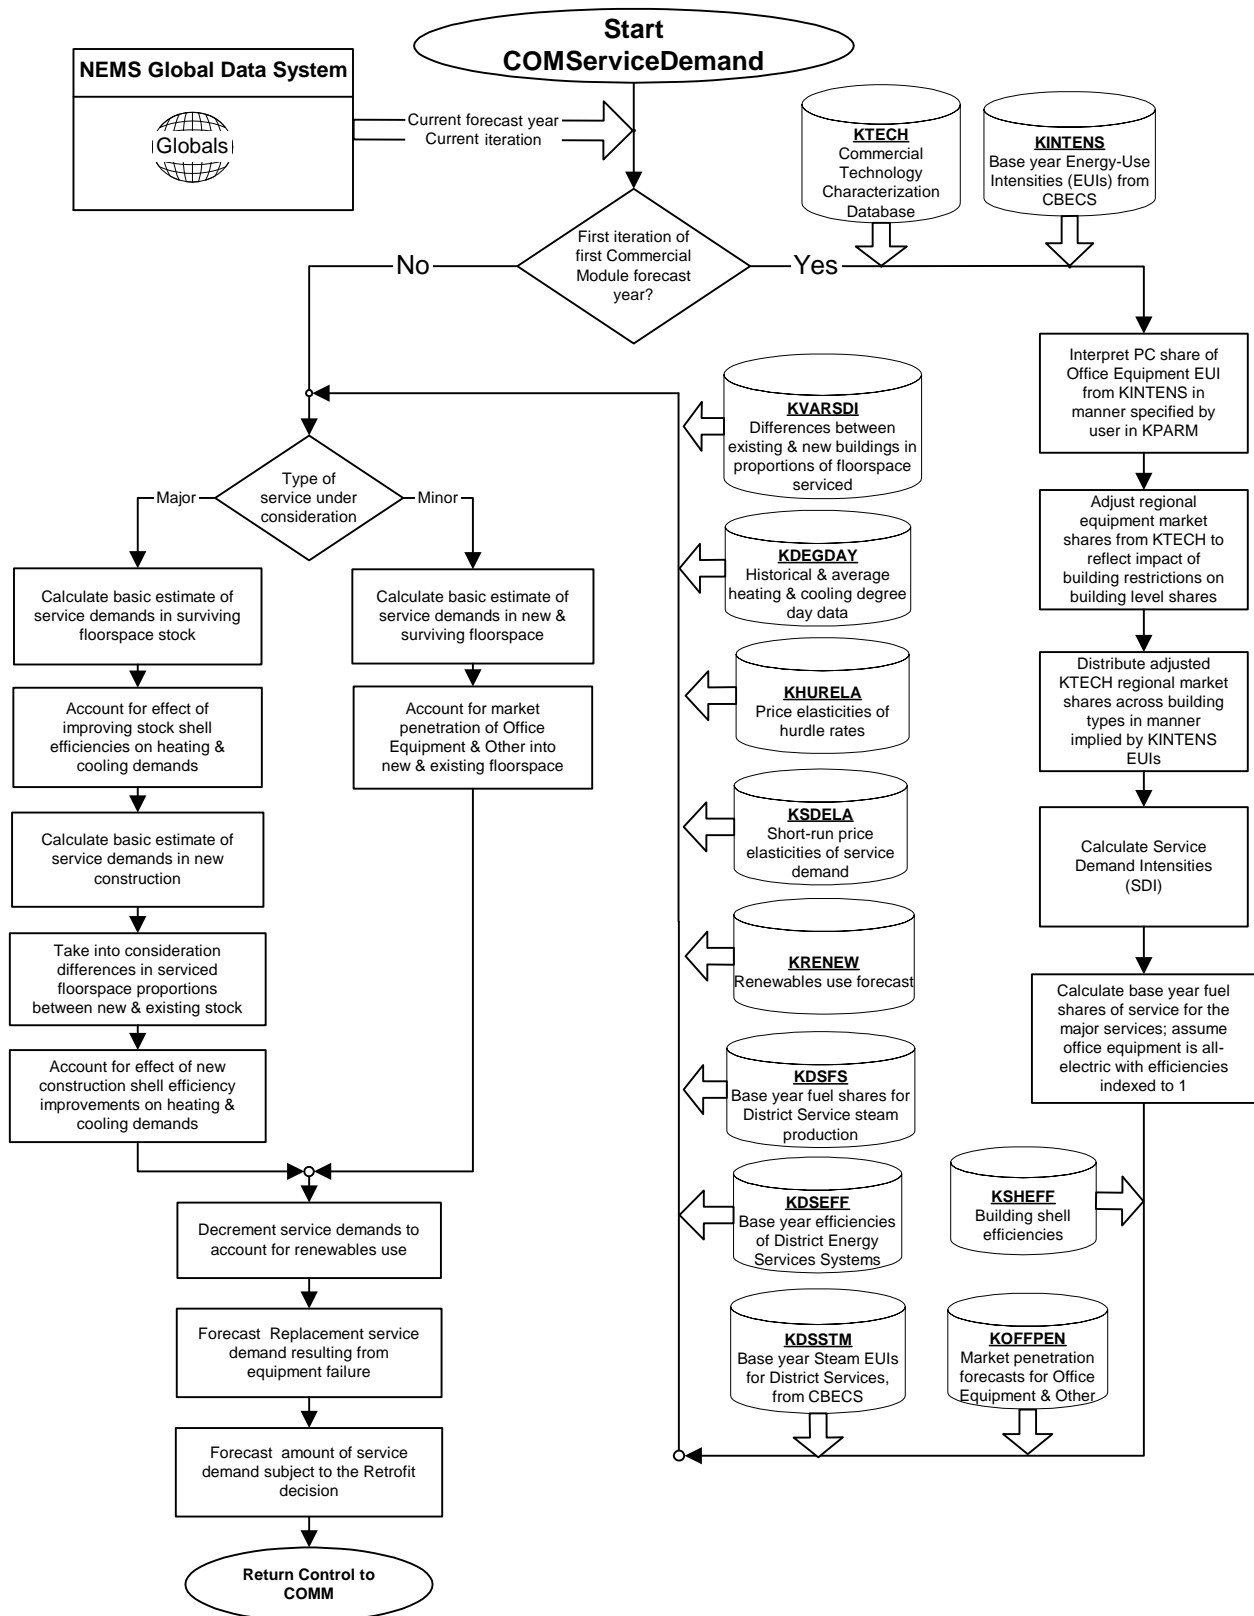 Start
COMServiceDemand
NEMS Global Data System
Globals
Current forecast year
Current iteration
KTECH
Commercial
Technology
Characterization
Database
KINTENS
Base year Energy-Use
Intensities (EUIs) from
CBECS
First iteration of
first Commercial
Module forecast
year?
No
Yes
Interpret PC share of
Office Equipment EUI
from KINTENS in
manner specified by
user in KPARM
Adjust regional
equipment market
shares from KTECH to
reflect impact of
building restrictions on
building level shares
Distribute adjusted
KTECH regional market
shares across building
types in manner
implied by KINTENS
EUIs
Calculate Service
Demand Intensities
(SDI)
Calculate base year fuel
shares of service for the
major services; assume
office equipment is all-
electric with efficiencies
indexed to 1
KSHEFF
Building shell
efficiencies
KOFFPEN
Market penetration
forecasts for Office
Equipment & Other
KVARSDI
Differences between
existing & new buildings in
proportions of floorspace
serviced
KDEGDAY
Historical & average
heating & cooling degree
day data
KHURELA
Price elasticities of
hurdle rates
KSDELA
Short-run price
elasticities of service
demand
KRENEW
Renewables use forecast
KDSFS
Base year fuel shares for
District Service steam
production
KDSEFF
Base year efficiencies
of District Energy
Services Systems
KDSSTM
Base year Steam EUIs
for District Services,
from CBECS
Type of
service under
consideration
Major
Minor
Calculate basic estimate of
service demands in surviving
floorspace stock
Account for effect of
improving stock shell
efficiencies on heating &
cooling demands
Calculate basic estimate of
service demands in new
construction
Take into consideration
differences in serviced
floorspace proportions
between new & existing stock
Account for effect of new
construction shell efficiency
improvements on heating &
cooling demands
Calculate basic estimate of
service demands in new &
surviving floorspace
Account for market
penetration of Office
Equipment & Other into
new & existing floorspace
Decrement service demands to
account for renewables use
Forecast Replacement service
demand resulting from
equipment failure
Forecast amount of service
demand subject to the Retrofit
decision
Return Control to
COMM